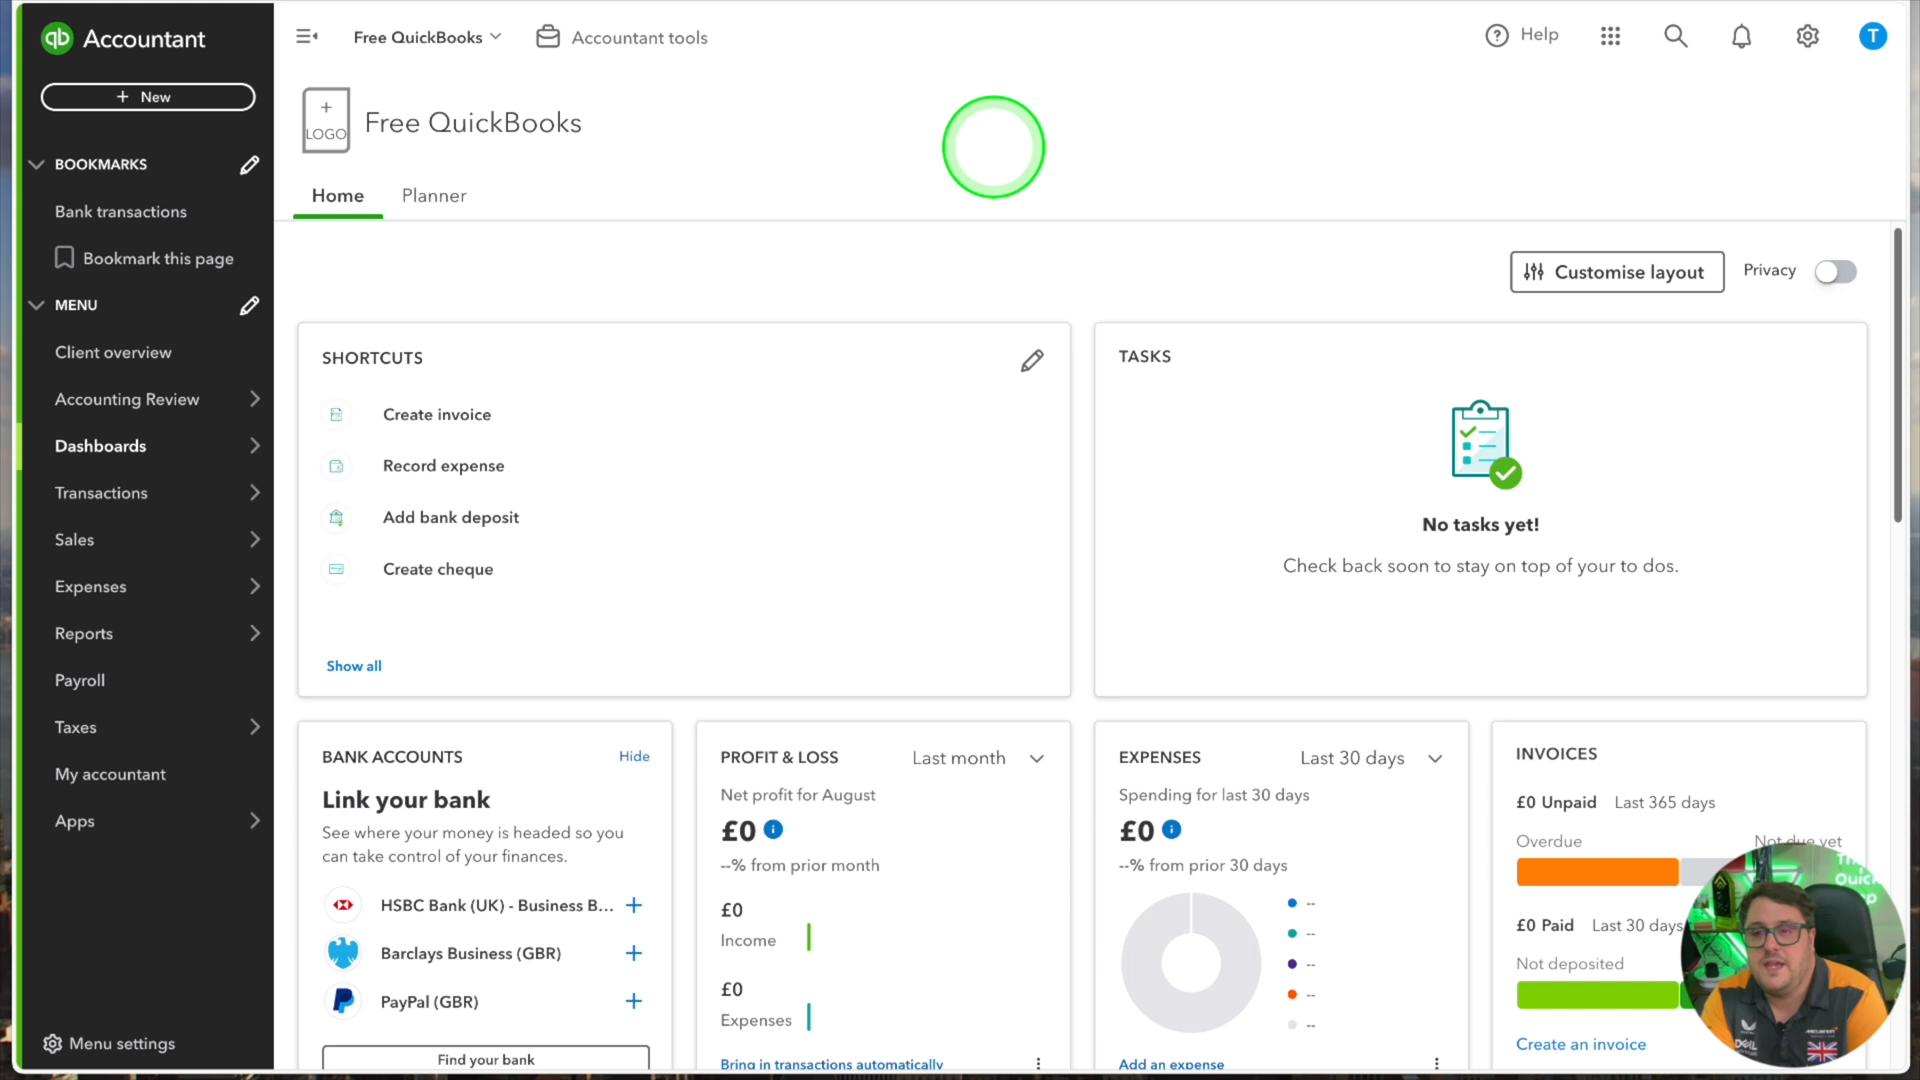 qb Accountant
+ New
BOOKMARKS
Bank transactions
Bookmark this page
MENU
Client overview
Accounting Review
Dashboards
Transactions
Sales
Expenses
Reports
Payroll
Taxes
My accountant
Apps
Menu settings
Free QuickBooks
Accountant tools
? Help
T
+
LOGO
Free QuickBooks
Home
Planner
Customise layout
Privacy
SHORTCUTS
Create invoice
Record expense
Add bank deposit
Create cheque
Show all
TASKS
No tasks yet!
Check back soon to stay on top of your to dos.
BANK ACCOUNTS
Hide
Link your bank
See where your money is headed so you
can take control of your finances.
HSBC Bank (UK) - Business B... +
Barclays Business (GBR) +
PayPal (GBR) +
Find your bank
PROFIT & LOSS
Last month
Net profit for August
£0 i
--% from prior month
£0
Income
£0
Expenses
Bring in transactions automatically
EXPENSES
Last 30 days
Spending for last 30 days
£0 i
--% from prior 30 days
--
--
--
--
--
Add an expense
INVOICES
£0 Unpaid Last 365 days
Overdue
Not due yet
£0 Paid Last 30 days
Not deposited
Create an invoice
DELL